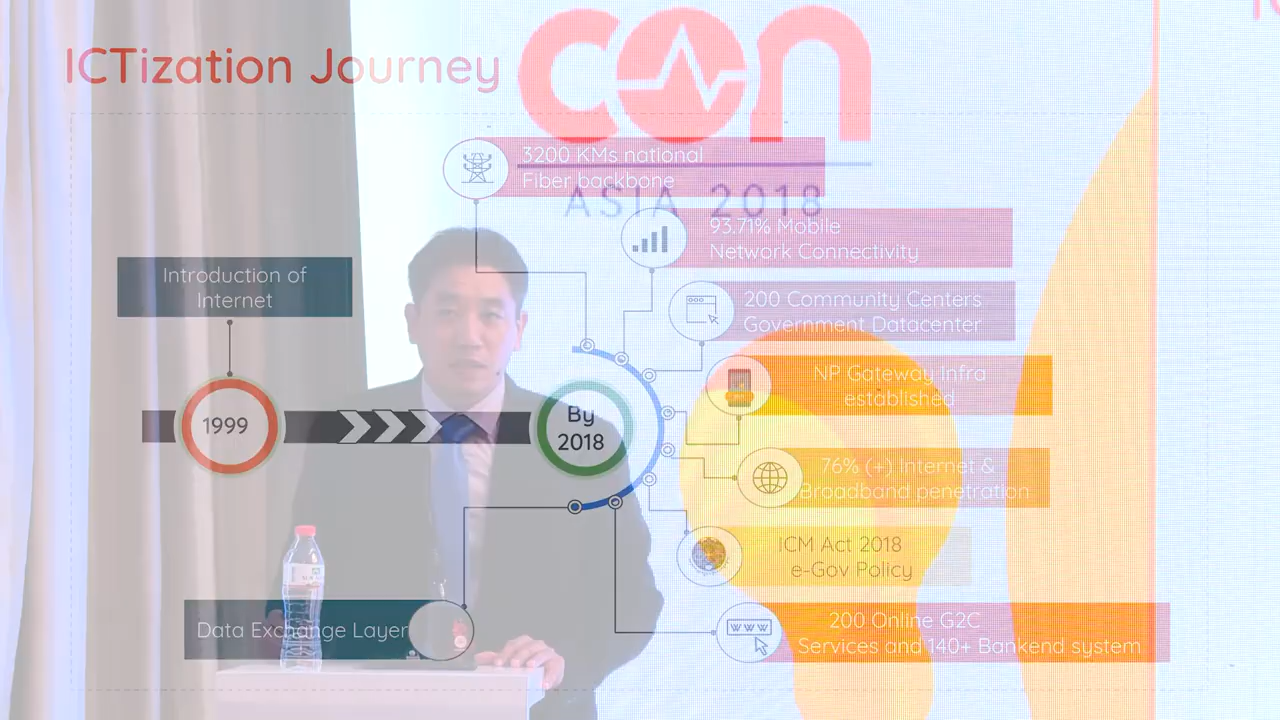 ICTization Journey
con
ASIA 2018
3200 KMs national
Fiber backbone
93.71% Mobile
Network Connectivity
Introduction of
Internet
200 Community Centers
Government Datacenter
NP Gateway Infra
established
1999
By
2018
76% (+) Internet &
Broadband penetration
ICM Act 2018
e-Gov Policy
Data Exchange Layer
WWW
200 Online G2C
Services and 140+ Bankend system